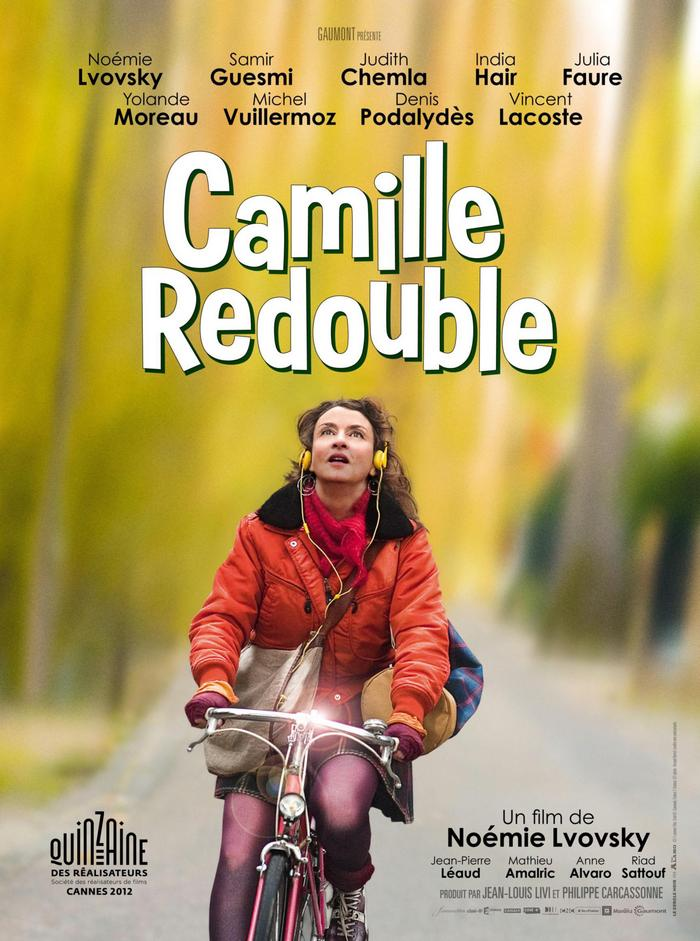 GAUMONT PRÉSENTE
Noémie Samir Judith India Julia
Lvovsky Guesmi Chemla Hair Faure
Yolande Michel Denis Vincent
Moreau Vuillermoz Podalydès Lacoste
Camille
Redouble
Un film de
Noémie Lvovsky
Jean-Pierre Mathieu Anne Riad
Léaud Amalric Alvaro Sattouf
PRODUIT PAR JEAN-LOUIS LIVI ET PHILIPPE CARCASSONNE
Gaumont
QUINZAINE
DES RÉALISATEURS
Société des réalisateurs de films
CANNES 2012